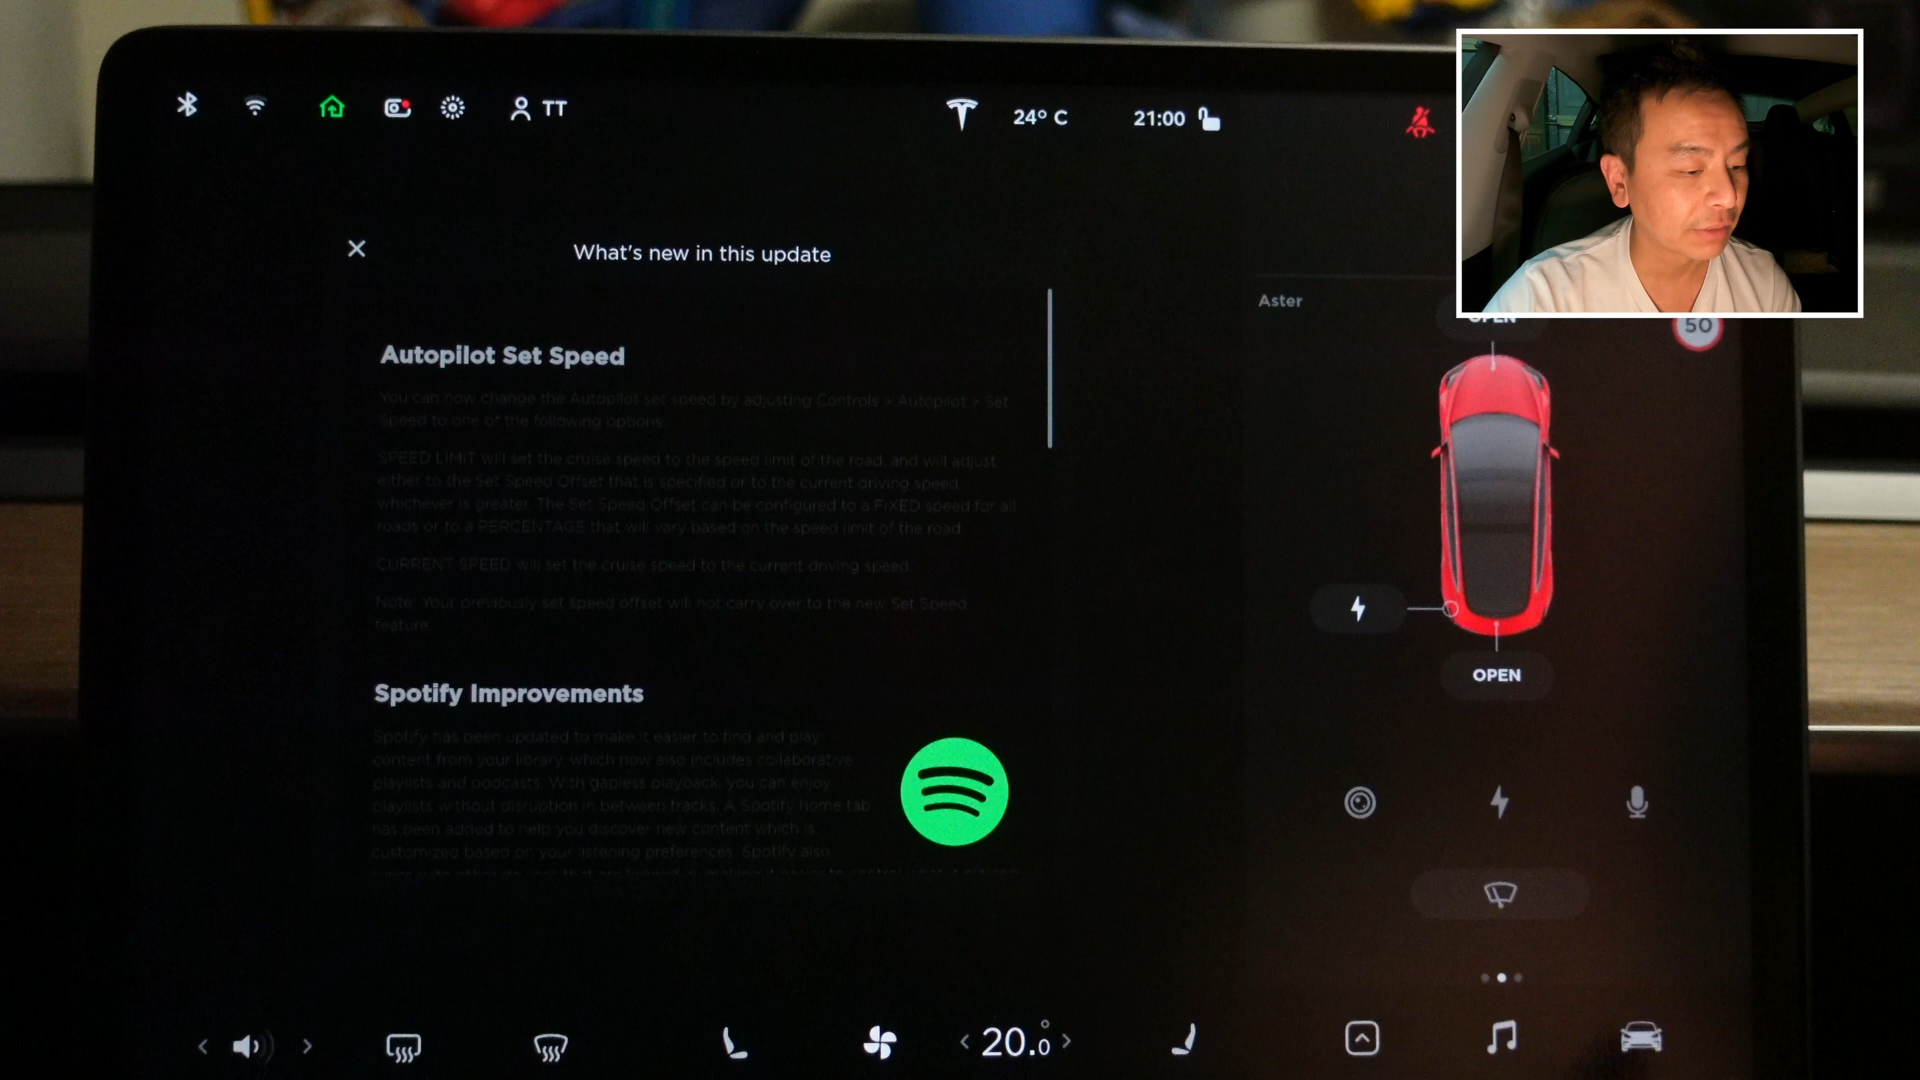 TT
24° C
21:00
What's new in this update
Aster
OPEN
50
Autopilot Set Speed
You can now change the Autopilot set speed by adjusting Controls > Autopilot > Set
Speed to one of the following options:
SPEED LIMIT will set the cruise speed to the speed limit of the road, and will adjust
either to the Set Speed Offset that is specified or to the current driving speed,
whichever is greater. The Set Speed Offset can be configured to a FIXED speed for all
roads or to a PERCENTAGE that will vary based on the speed limit of the road.
CURRENT SPEED will set the cruise speed to the current driving speed.
Note: Your previously set speed offset will not carry over to the new Set Speed
feature.
OPEN
Spotify Improvements
Spotify has been updated to make it easier to find and play
content from your library, which now also includes collaborative
playlists and podcasts. With gapless playback, you can enjoy
playlists without disruption in between tracks. A Spotify home tab
has been added to help you discover new content which is
customized based on your listening preferences. Spotify also
20.0°